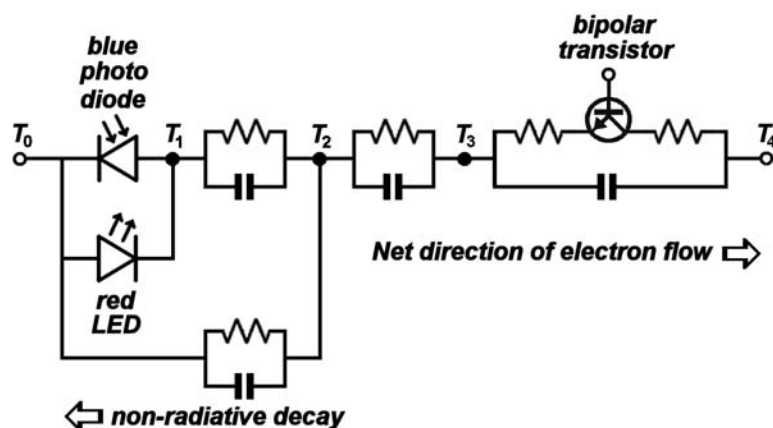 blue
photo
diode
bipolar
transistor
T0 T1 T2 T3 T4
Net direction of electron flow
red
LED
non-radiative decay